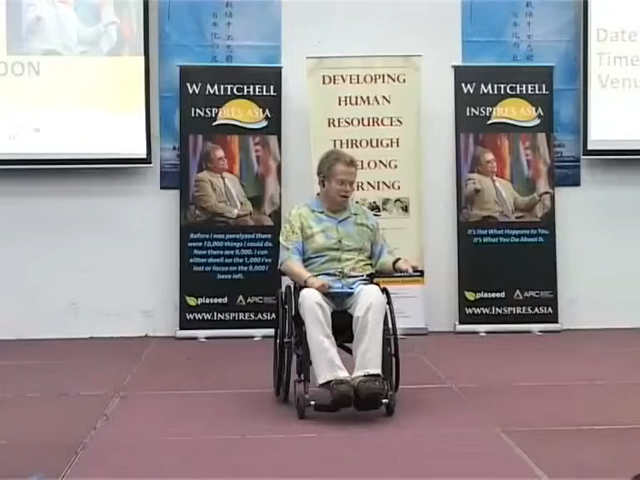 DON
Date
Time
Venu
W MITCHELL
INSPIRES ASIA
Before I was paralyzed there
were 10,000 things I could do.
Now there are 9,000. I can
either dwell on the 1,000 I've
lost or focus on the 9,000 I
have left.
plaseed
APIC
WWW.INSPIRES.ASIA
DEVELOPING
HUMAN
RESOURCES
THROUGH
ELONG
RNING
W MITCHELL
INSPIRES ASIA
It's Not What Happens to You,
It's What You Do About It.
plaseed
APIC
WWW.INSPIRES.ASIA